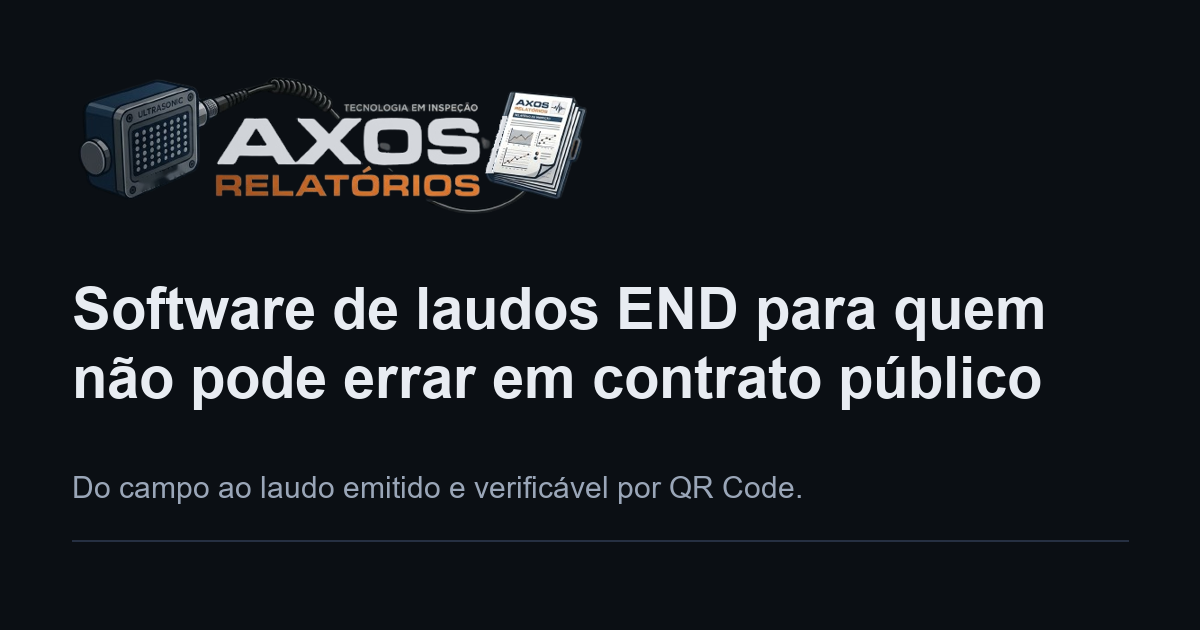 ULTRASONIC
TECNOLOGIA EM INSPEÇÃO
AXOS
RELATÓRIOS
AXOS
RELATÓRIOS
Software de laudos END para quem
não pode errar em contrato público
Do campo ao laudo emitido e verificável por QR Code.